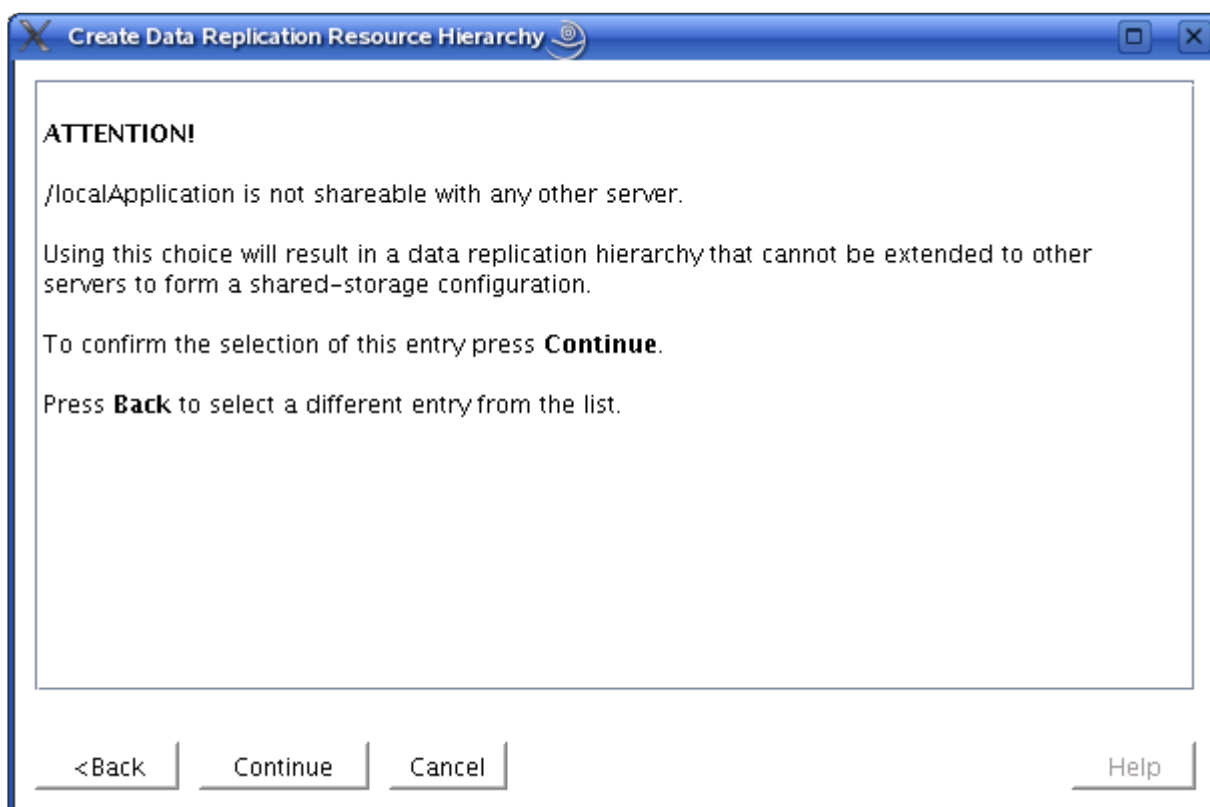 Create Data Replication Resource Hierarchy
ATTENTION!
/localApplication is not shareable with any other server.
Using this choice will result in a data replication hierarchy that cannot be extended to other
servers to form a shared-storage configuration.
To confirm the selection of this entry press Continue.
Press Back to select a different entry from the list.
<Back Continue Cancel Help